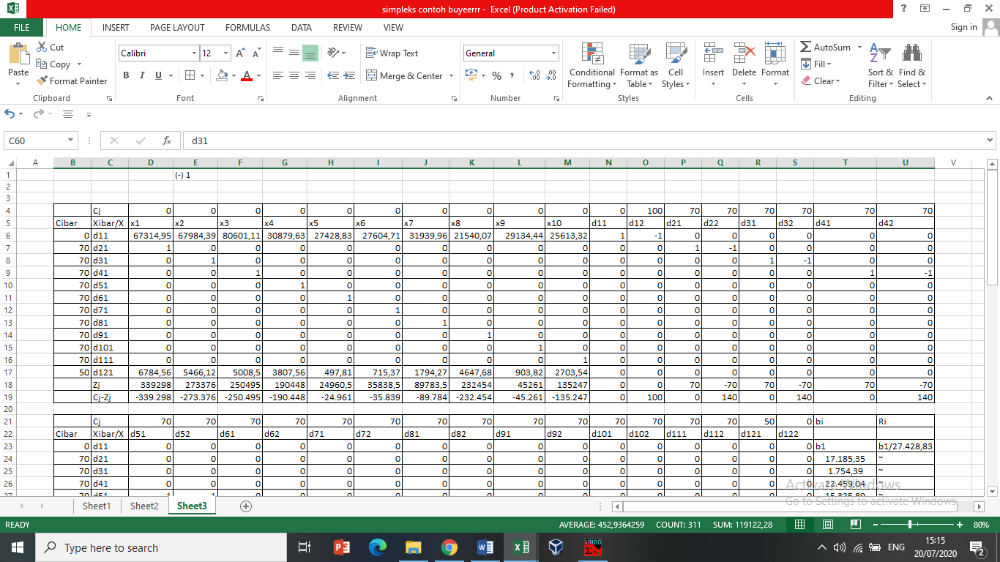 simpleks contoh buyeerrr - Excel (Product Activation Failed)
FILE HOME INSERT PAGE LAYOUT FORMULAS DATA REVIEW VIEW Sign in
Paste Cut Copy Format Painter Clipboard
Calibri 12 B I U Font
Wrap Text Merge & Center Alignment
General % Number
Conditional Formatting Format as Table Cell Styles Styles
Insert Delete Format Cells
AutoSum Fill Clear Sort & Filter Find & Select Editing
C60 fx d31
A B C D E F G H I J K L M N O P Q R S T U V
1 (-) 1
2
3
4 Cj 0 0 0 0 0 0 0 0 0 0 0 100 70 70 70 70 70 70
5 Cibar Xibar/X x1 x2 x3 x4 x5 x6 x7 x8 x9 x10 d11 d12 d21 d22 d31 d32 d41 d42
6 0 d11 67314,95 67984,39 80601,11 30879,63 27428,83 27604,71 31939,96 21540,07 29134,44 25613,32 1 -1 0 0 0 0 0 0
7 70 d21 1 0 0 0 0 0 0 0 0 0 0 0 1 -1 0 0 0 0
8 70 d31 0 1 0 0 0 0 0 0 0 0 0 0 0 0 1 -1 0 0
9 70 d41 0 0 1 0 0 0 0 0 0 0 0 0 0 0 0 0 1 -1
10 70 d51 0 0 0 1 0 0 0 0 0 0 0 0 0 0 0 0 0 0
11 70 d61 0 0 0 0 1 0 0 0 0 0 0 0 0 0 0 0 0 0
12 70 d71 0 0 0 0 0 1 0 0 0 0 0 0 0 0 0 0 0 0
13 70 d81 0 0 0 0 0 0 1 0 0 0 0 0 0 0 0 0 0 0
14 70 d91 0 0 0 0 0 0 0 1 0 0 0 0 0 0 0 0 0 0
15 70 d101 0 0 0 0 0 0 0 0 1 0 0 0 0 0 0 0 0 0
16 70 d111 0 0 0 0 0 0 0 0 0 1 0 0 0 0 0 0 0 0
17 50 d121 6784,56 5466,12 5008,5 3807,56 497,81 715,37 1794,27 4647,68 903,82 2703,54 0 0 0 0 0 0 0 0
18 Zj 339298 273376 250495 190448 24960,5 35838,5 89783,5 232454 45261 135247 0 0 70 -70 70 -70 70 -70
19 Cj-Zj -339.298 -273.376 -250.495 -190.448 -24.961 -35.839 -89.784 -232.454 -45.261 -135.247 0 100 0 140 0 140 0 140
20
21 Cj 70 70 70 70 70 70 70 70 70 70 70 70 70 70 50 0 bi Ri
22 Cibar Xibar/X d51 d52 d61 d62 d71 d72 d81 d82 d91 d92 d101 d102 d111 d112 d121 d122
23 0 d11 0 0 0 0 0 0 0 0 0 0 0 0 0 0 0 0 b1 b1/27.428,83
24 70 d21 0 0 0 0 0 0 0 0 0 0 0 0 0 0 0 0 17.185,35 ~
25 70 d31 0 0 0 0 0 0 0 0 0 0 0 0 0 0 0 0 1.754,39 ~
26 70 d41 0 0 0 0 0 0 0 0 0 0 0 0 0 0 0 0 22.459,04 ~
Activate Windows
Go to Settings to activate Windows.
Sheet1 Sheet2 Sheet3
READY AVERAGE: 452,9364259 COUNT: 311 SUM: 119122,28 80%
Type here to search ENG 15:15
20/07/2020 2